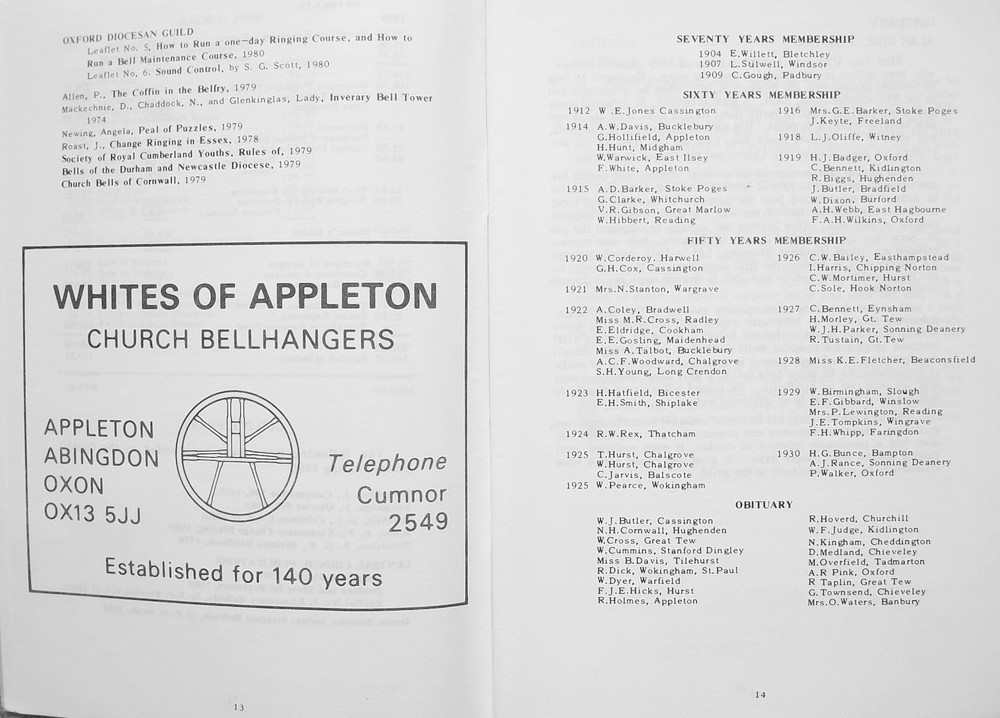 OXFORD DIOCESAN GUILD
Leaflet No. 5, How to Run a one-day Ringing Course, and How to
Run a Bell Maintenance Course, 1980
Leaflet No, 6. Sound Control, by S. G. Scott, 1980
Allen, P., The Coffin in the Belfry, 1979
Mackechnie, D., Chaddock, N., and Glenkinglas, Lady, Inverary Bell Tower
1974
Newing, Angela, Peal of Puzzles, 1979
Roast, J., Change Ringing in Essex, 1978
Society of Royal Cumberland Youths, Rules of, 1979
Bells of the Durham and Newcastle Diocese, 1979
Church Bells of Cornwall, 1979
WHITES OF APPLETON
CHURCH BELLHANGERS
APPLETON
ABINGDON
OXON
OX13 5JJ
Telephone
Cumnor
2549
Established for 140 years
13
SEVENTY YEARS MEMBERSHIP
1904 E.Willett, Bletchley
1907 L.Stilwell, Windsor
1909 C.Gough, Padbury
SIXTY YEARS MEMBERSHIP
1912 W .E.Jones Cassington
1914 A.W.Davis, Bucklebury
G.Hollifield, Appleton
H.Hunt, Midgham
W.Warwick, East Ilsey
F.White, Appleton
1915 A.D.Barker, Stoke Poges
G.Clarke, Whitchurch
V.R.Gibson, Great Marlow
W.Hibbert, Reading
1916 Mrs.G.E.Barker, Stoke Poges
J.Keyte, Freeland
1918 L.J.Oliffe, Witney
1919 H.J.Badger, Oxford
C.Bennett, Kidlington
R.Biggs, Hughenden
J.Butler, Bradfield
W.Dixon, Burford
A.H.Webb, East Hagbourne
F.A.H.Wilkins, Oxford
FIFTY YEARS MEMBERSHIP
1920 W.Corderoy. Harwell
G.H.Cox, Cassington
1921 Mrs.N.Stanton, Wargrave
1922 A.Coley, Bradwell
Miss M.R.Cross, Radley
E.Eldridge, Cookham
E.E.Gosling, Maidenhead
Miss A.Talbot, Bucklebury
A.C.F.Woodward, Chalgrove
S.H.Young, Long Crendon
1923 H.Hatfield, Bicester
E.H.Smith, Shiplake
1924 R.W.Rex, Thatcham
1925 T.Hurst, Chalgrove
W.Hurst, Chalgrove
C.Jarvis, Balscote
1925 W.Pearce, Wokingham
1926 C.W.Bailey, Easthampstead
I.Harris, Chipping Norton
C.W.Mortimer, Hurst
C.Sole, Hook Norton
1927 C.Bennett, Eynsham
H.Morley, Gt. Tew
W.J.H.Parker, Sonning Deanery
R.Tustain, Gt.Tew
1928 Miss K.E.Fletcher, Beaconsfield
1929 W.Birmingham, Slough
E.F.Gibbard, Winslow
Mrs.P.Lewington, Reading
J.E.Tompkins, Wingrave
F.H.Whipp, Faringdon
1930 H.G.Bunce, Bampton
A.J.Rance, Sonning Deanery
P.Walker, Oxford
OBITUARY
W.J.Butler, Cassington
N.H.Cornwall, Hughenden
W.Cross, Great Tew
W.Cummins, Stanford Dingley
Miss B.Davis, Tilehurst
R.Dick, Wokingham, St.Paul
W.Dyer, Warfield
F.J.E.Hicks, Hurst
R.Holmes, Appleton
R.Hoverd, Churchill
W.F.Judge, Kidlington
N.Kingham, Cheddington
D.Medland, Chieveley
M.Overfield, Tadmarton
A.R Pink, Oxford
R Taplin, Great Tew
G.Townsend, Chieveley
Mrs.O.Waters, Banbury
14